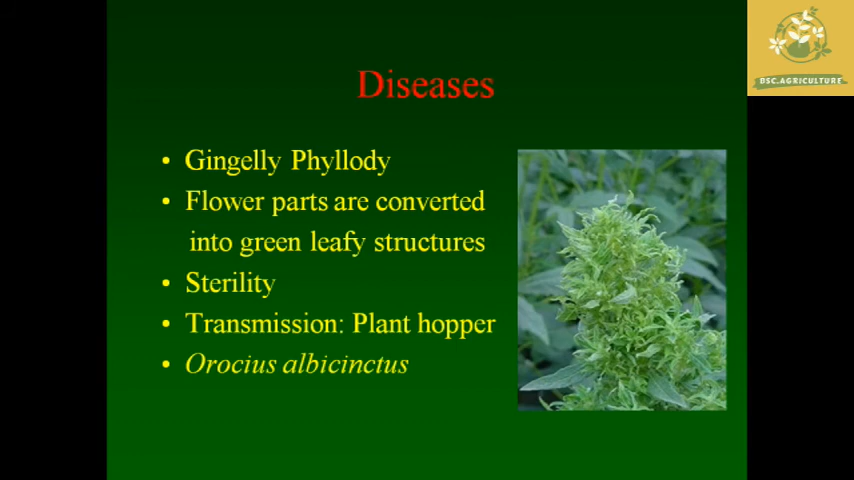 BSC.AGRICULTURE
Diseases
• Gingelly Phyllody
• Flower parts are converted
into green leafy structures
• Sterility
• Transmission: Plant hopper
• Orocius albicinctus